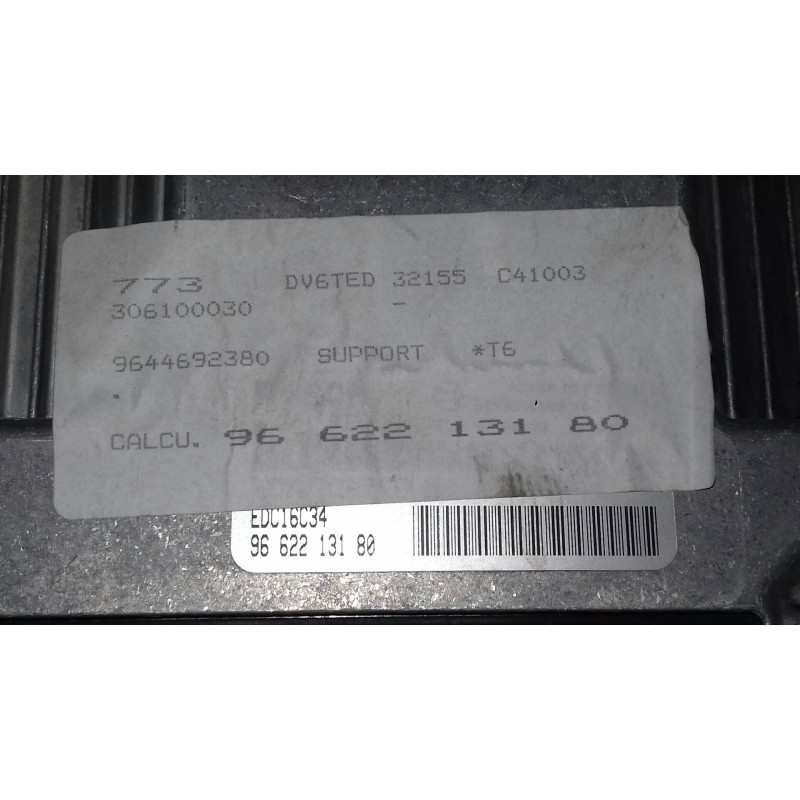 773 DV6TED 32155 C41003
306100030 -
9644692380 SUPPORT *T6
.
CALCU. 96 622 131 80
EDC16C34
96 622 131 80